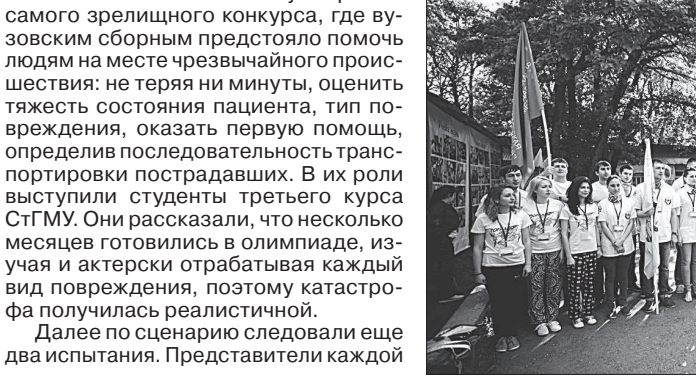 самого зрелищного конкурса, где ву-
зовским сборным предстояло помочь
людям на месте чрезвычайного проис-
шествия: не теряя ни минуты, оценить
тяжесть состояния пациента, тип по-
вреждения, оказать первую помощь,
определив последовательность транс-
портировки пострадавших. В их роли
выступили студенты третьего курса
СтГМУ. Они рассказали, что несколько
месяцев готовились в олимпиаде, из-
учая и актерски отрабатывая каждый
вид повреждения, поэтому катастро-
фа получилась реалистичной.
Далее по сценарию следовали еще
два испытания. Представители каждой